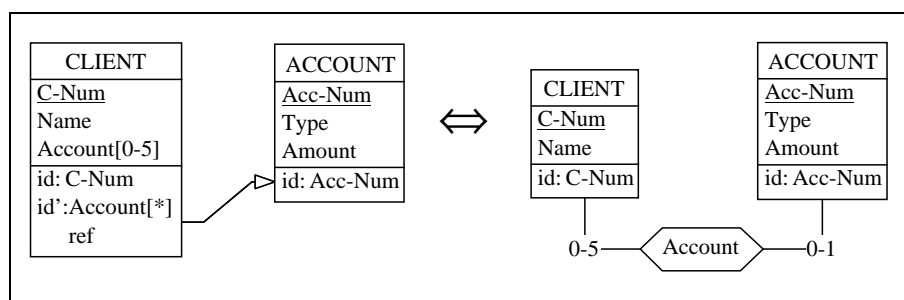 CLIENT
C-Num
Name
Account[0-5]
id: C-Num
id’:Account[*]
ref
ACCOUNT
Acc-Num
Type
Amount
id: Acc-Num
⇔
CLIENT
C-Num
Name
id: C-Num
ACCOUNT
Acc-Num
Type
Amount
id: Acc-Num
0-5
Account
0-1